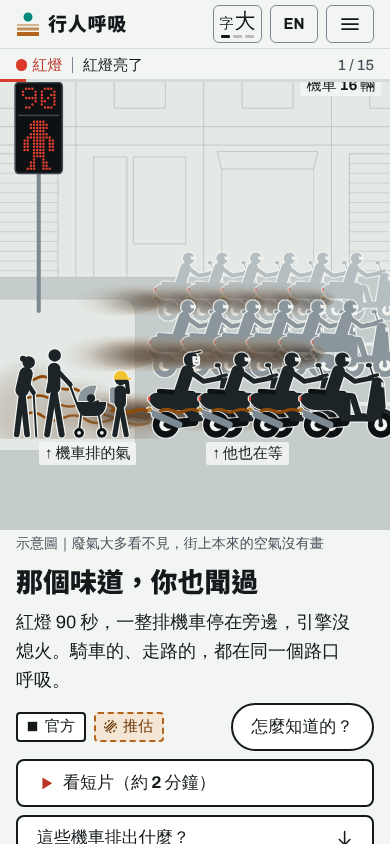 行人呼吸
字大
EN
紅燈
紅燈亮了
1 / 15
機車 16 輛
90
↑ 機車排的氣
↑ 他也在等
示意圖｜廢氣大多看不見，街上本來的空氣沒有畫
那個味道，你也聞過
紅燈 90 秒，一整排機車停在旁邊，引擎沒
熄火。騎車的、走路的，都在同一個路口
呼吸。
官方
推估
怎麼知道的？
看短片（約 2 分鐘）
這些機車排出什麼？